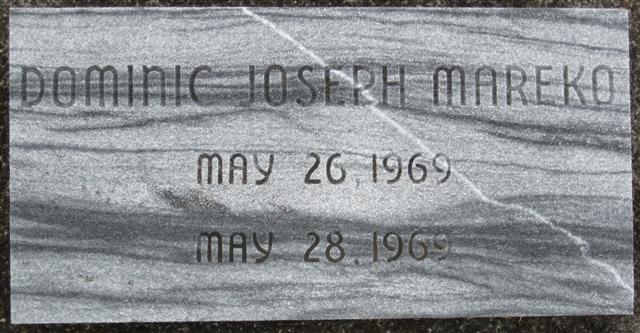 DOMINIC JOSEPH MAREKO
MAY 26, 1969
MAY 28, 1969